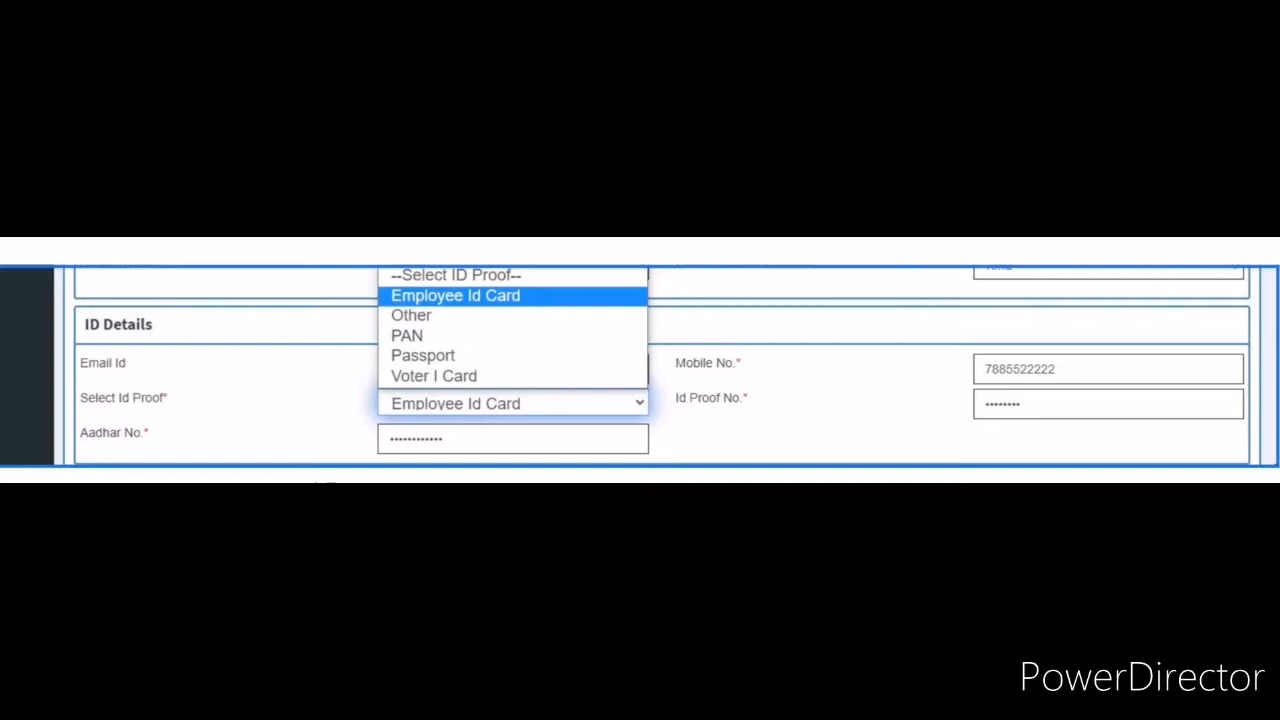 --Select ID Proof--
Employee Id Card
Other
PAN
Passport
Voter I Card
ID Details
Email Id
Mobile No.*
7885522222
Select Id Proof*
Employee Id Card
Id Proof No.*
••••••••
Aadhar No.*
••••••••••••
PowerDirector